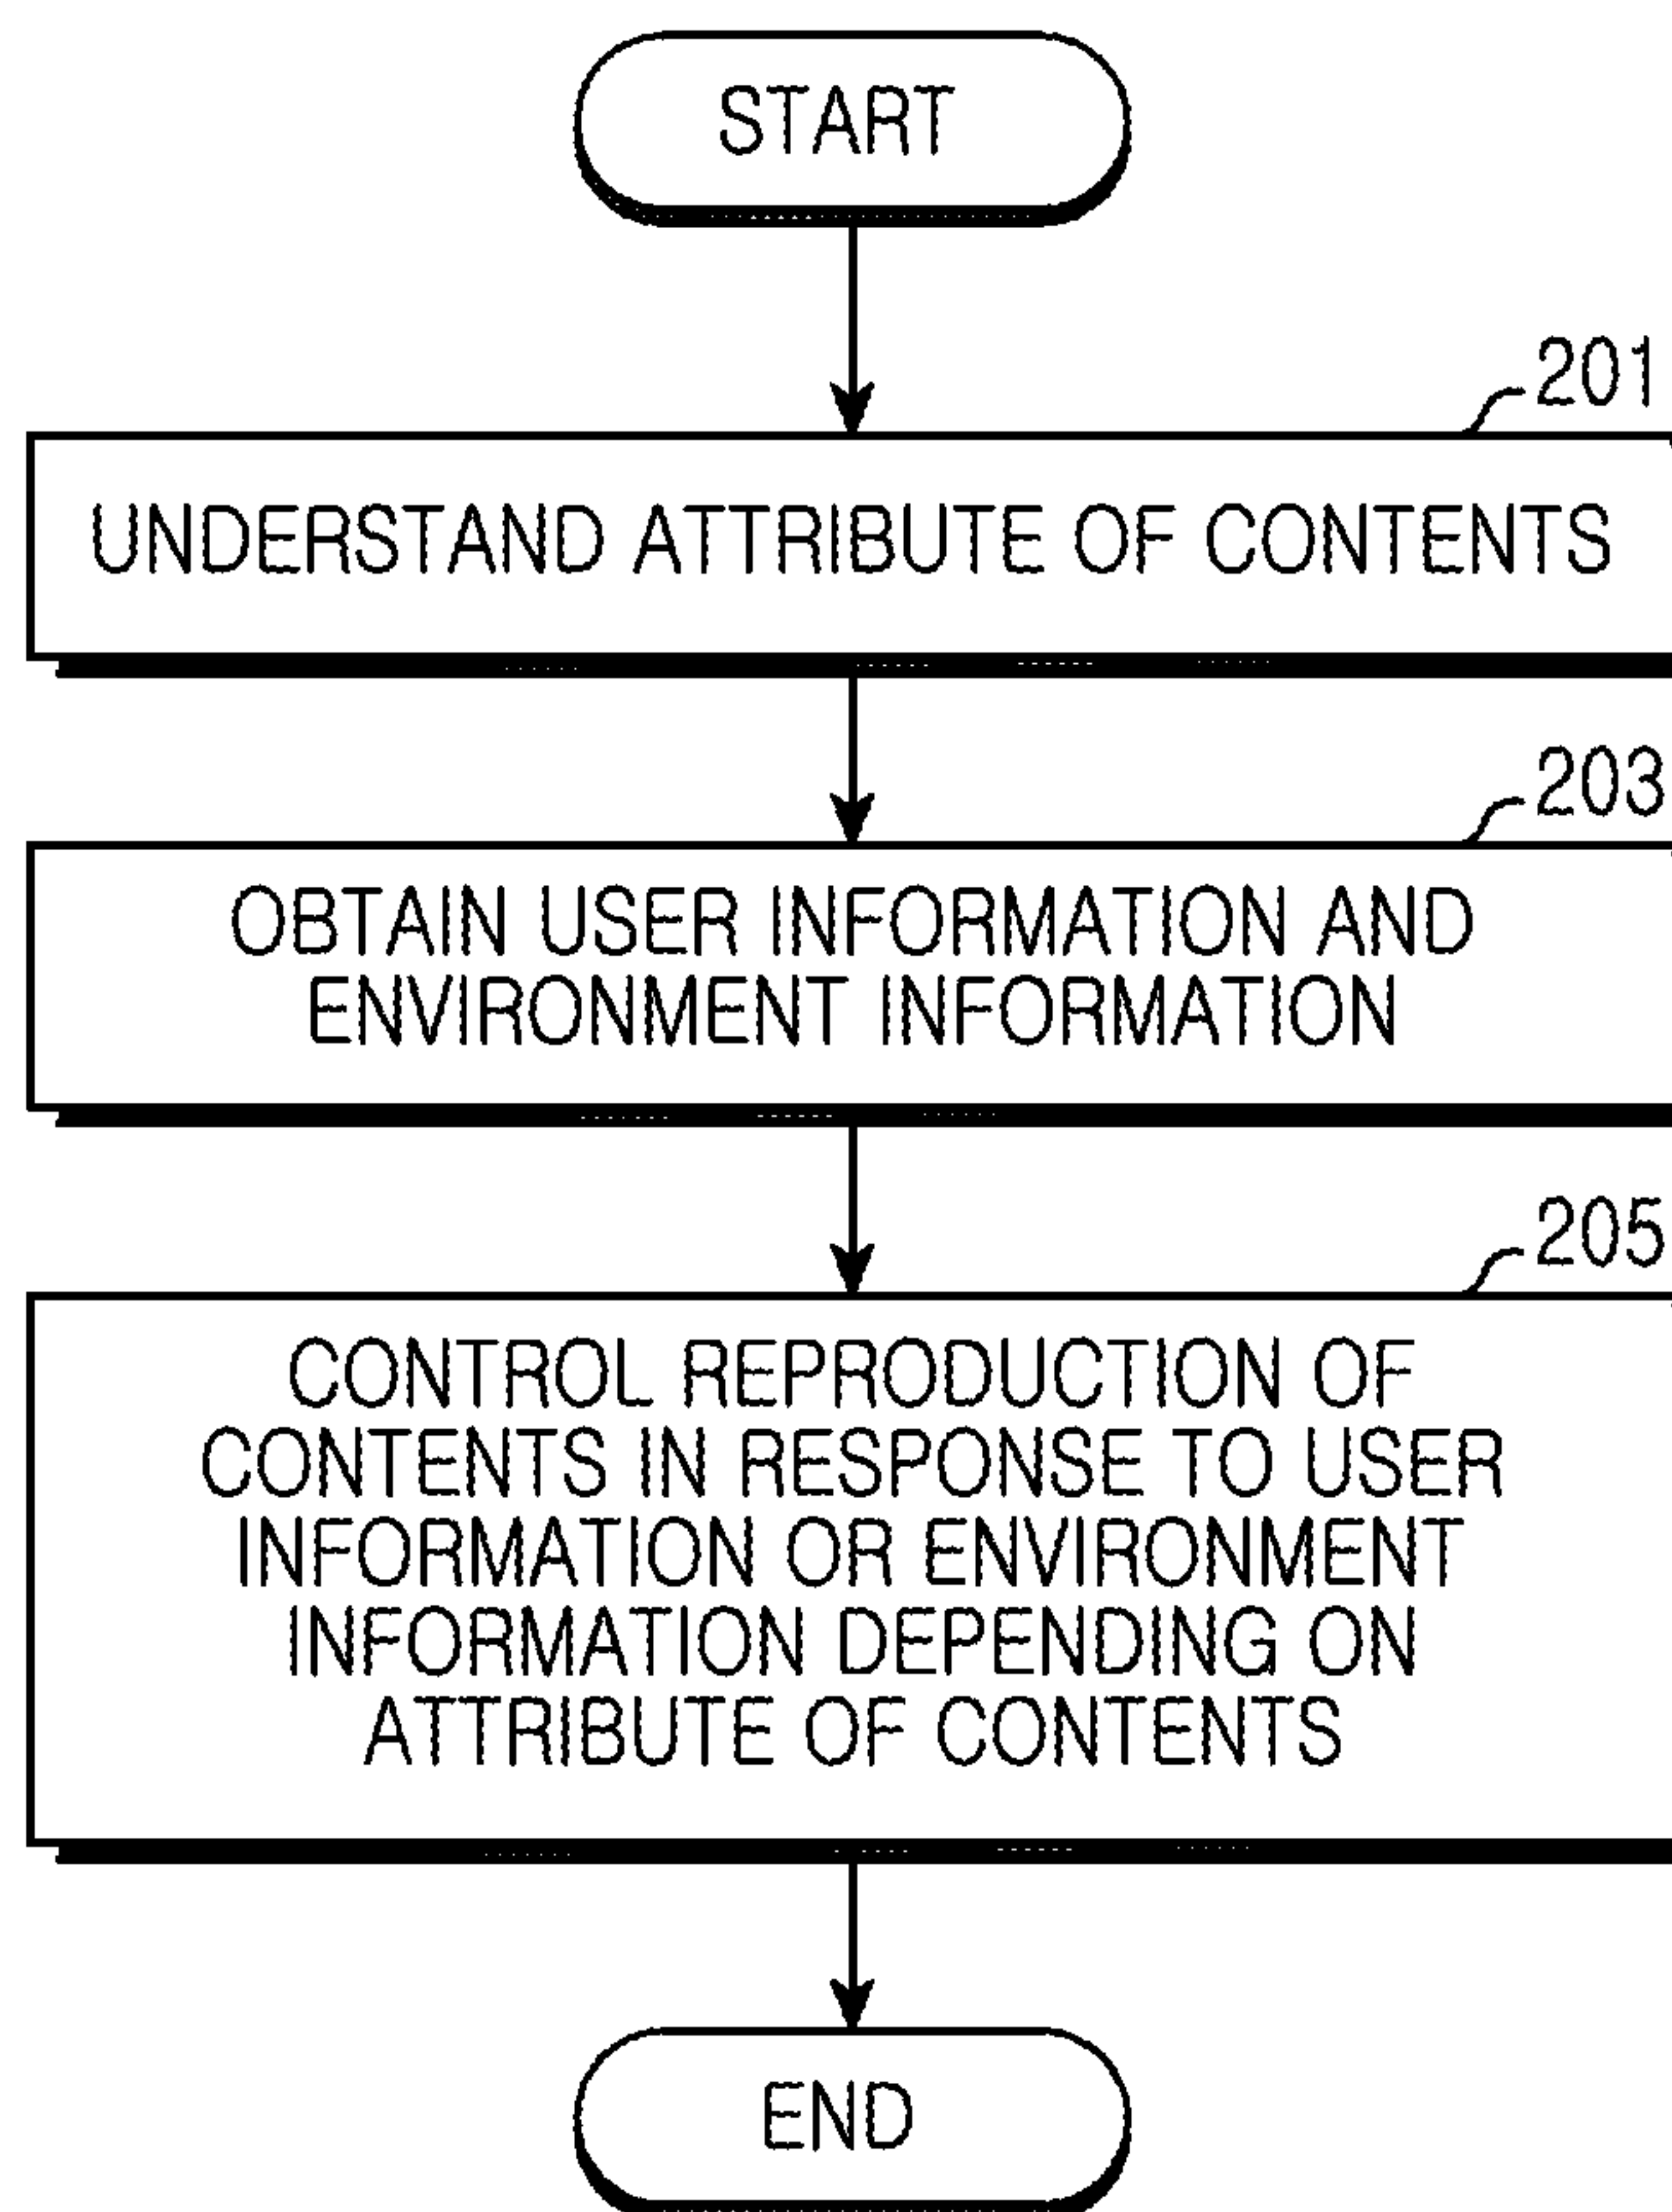 START
201
UNDERSTAND ATTRIBUTE OF CONTENTS
203
OBTAIN USER INFORMATION AND
ENVIRONMENT INFORMATION
205
CONTROL REPRODUCTION OF
CONTENTS IN RESPONSE TO USER
INFORMATION OR ENVIRONMENT
INFORMATION DEPENDING ON
ATTRIBUTE OF CONTENTS
END